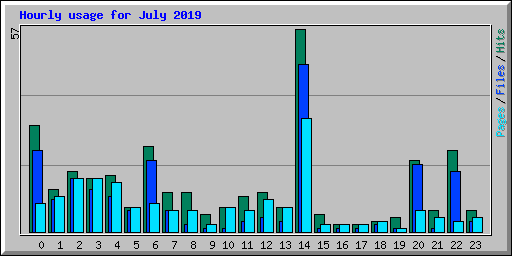 Hourly usage for July 2019
57
Pages / Files / Hits
0 1 2 3 4 5 6 7 8 9 10 11 12 13 14 15 16 17 18 19 20 21 22 23